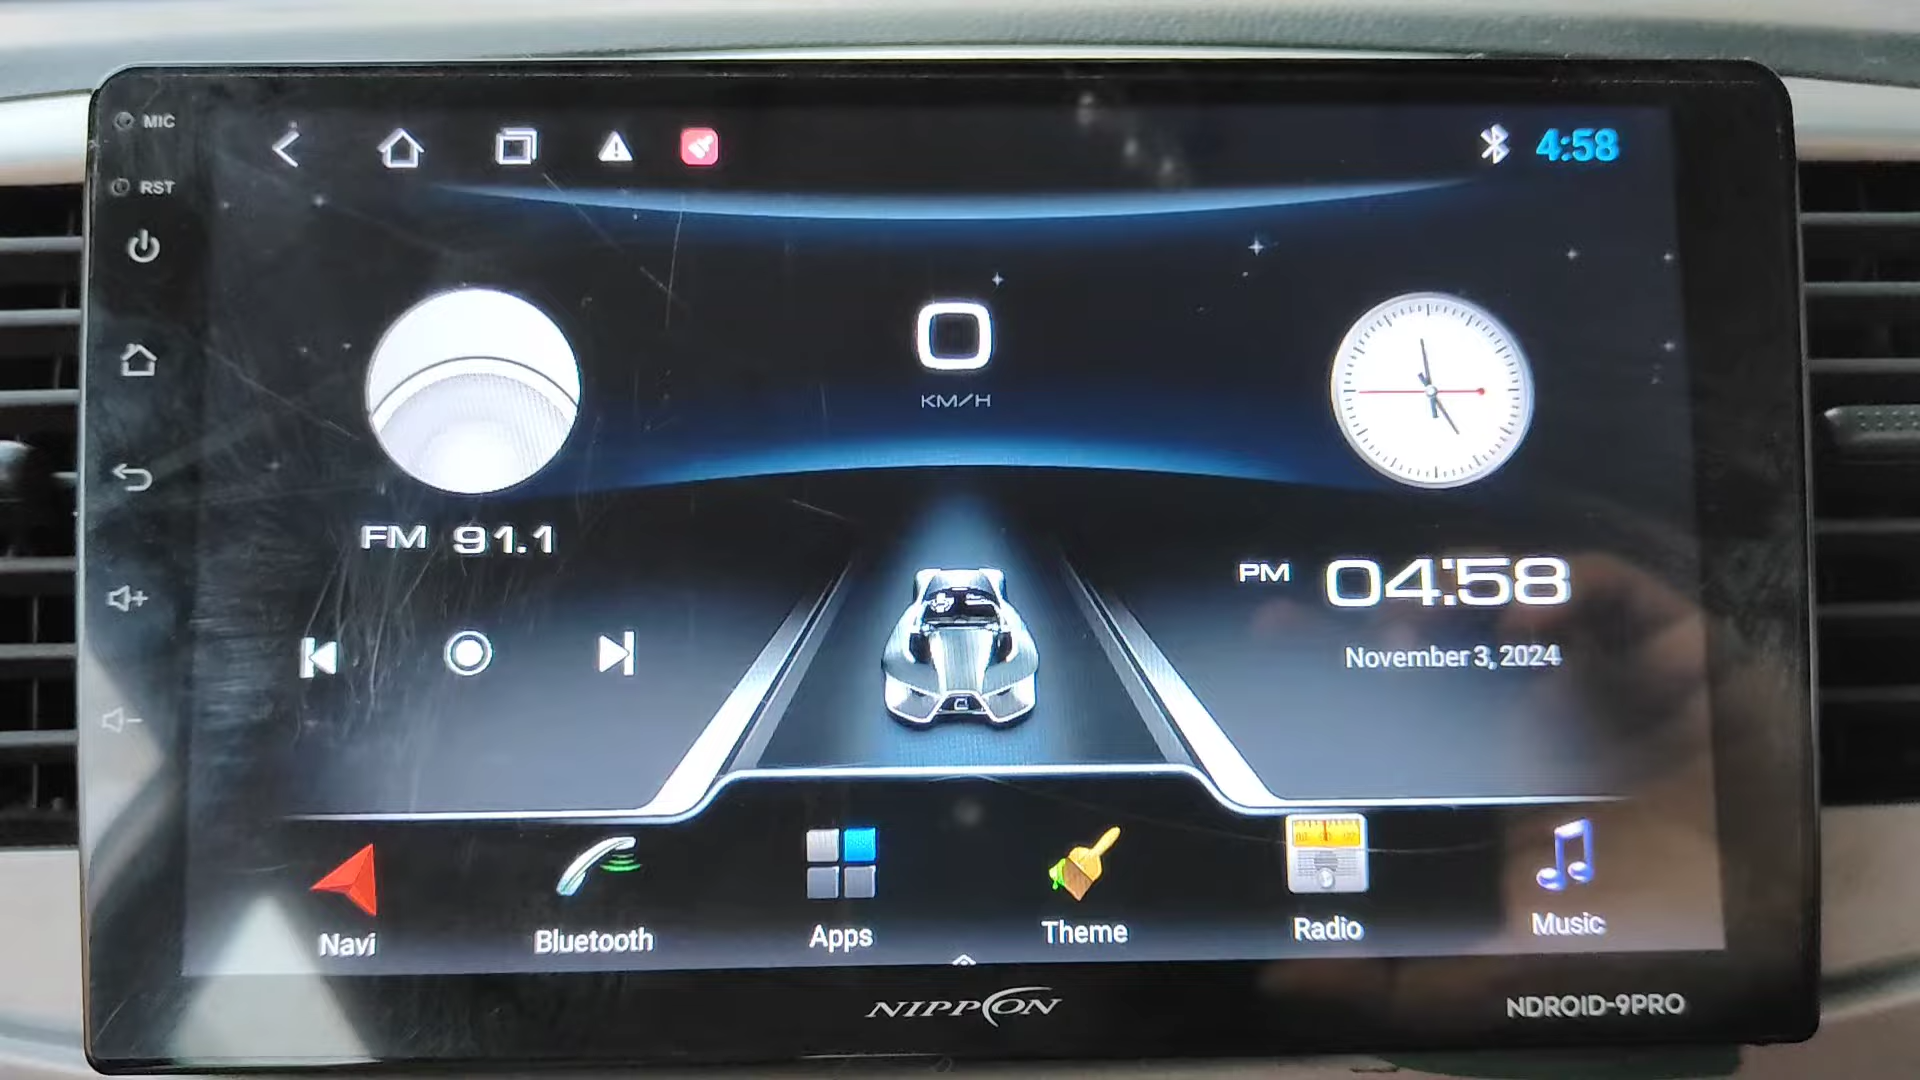 MIC
4:58
RST
KM/H
FM 91.1
PM 04:58
November 3, 2024
Navi
Bluetooth
Apps
Theme
Radio
Music
NIPPON
NDROID-9PRO